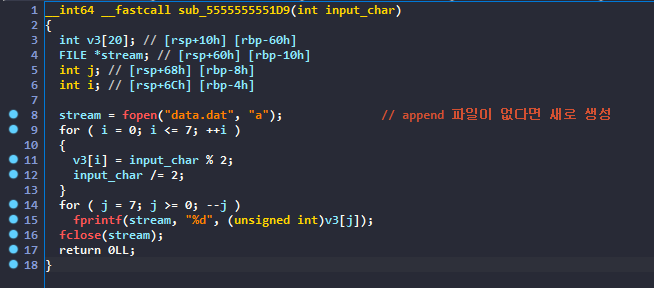 1 __int64 __fastcall sub_5555555551D9(int input_char)
2 {
3   int v3[20]; // [rsp+10h] [rbp-60h]
4   FILE *stream; // [rsp+60h] [rbp-10h]
5   int j; // [rsp+68h] [rbp-8h]
6   int i; // [rsp+6Ch] [rbp-4h]
7
8   stream = fopen("data.dat", "a");               // append 파일이 없다면 새로 생성
9   for ( i = 0; i <= 7; ++i )
10   {
11     v3[i] = input_char % 2;
12     input_char /= 2;
13   }
14   for ( j = 7; j >= 0; --j )
15     fprintf(stream, "%d", (unsigned int)v3[j]);
16   fclose(stream);
17   return 0LL;
18 }